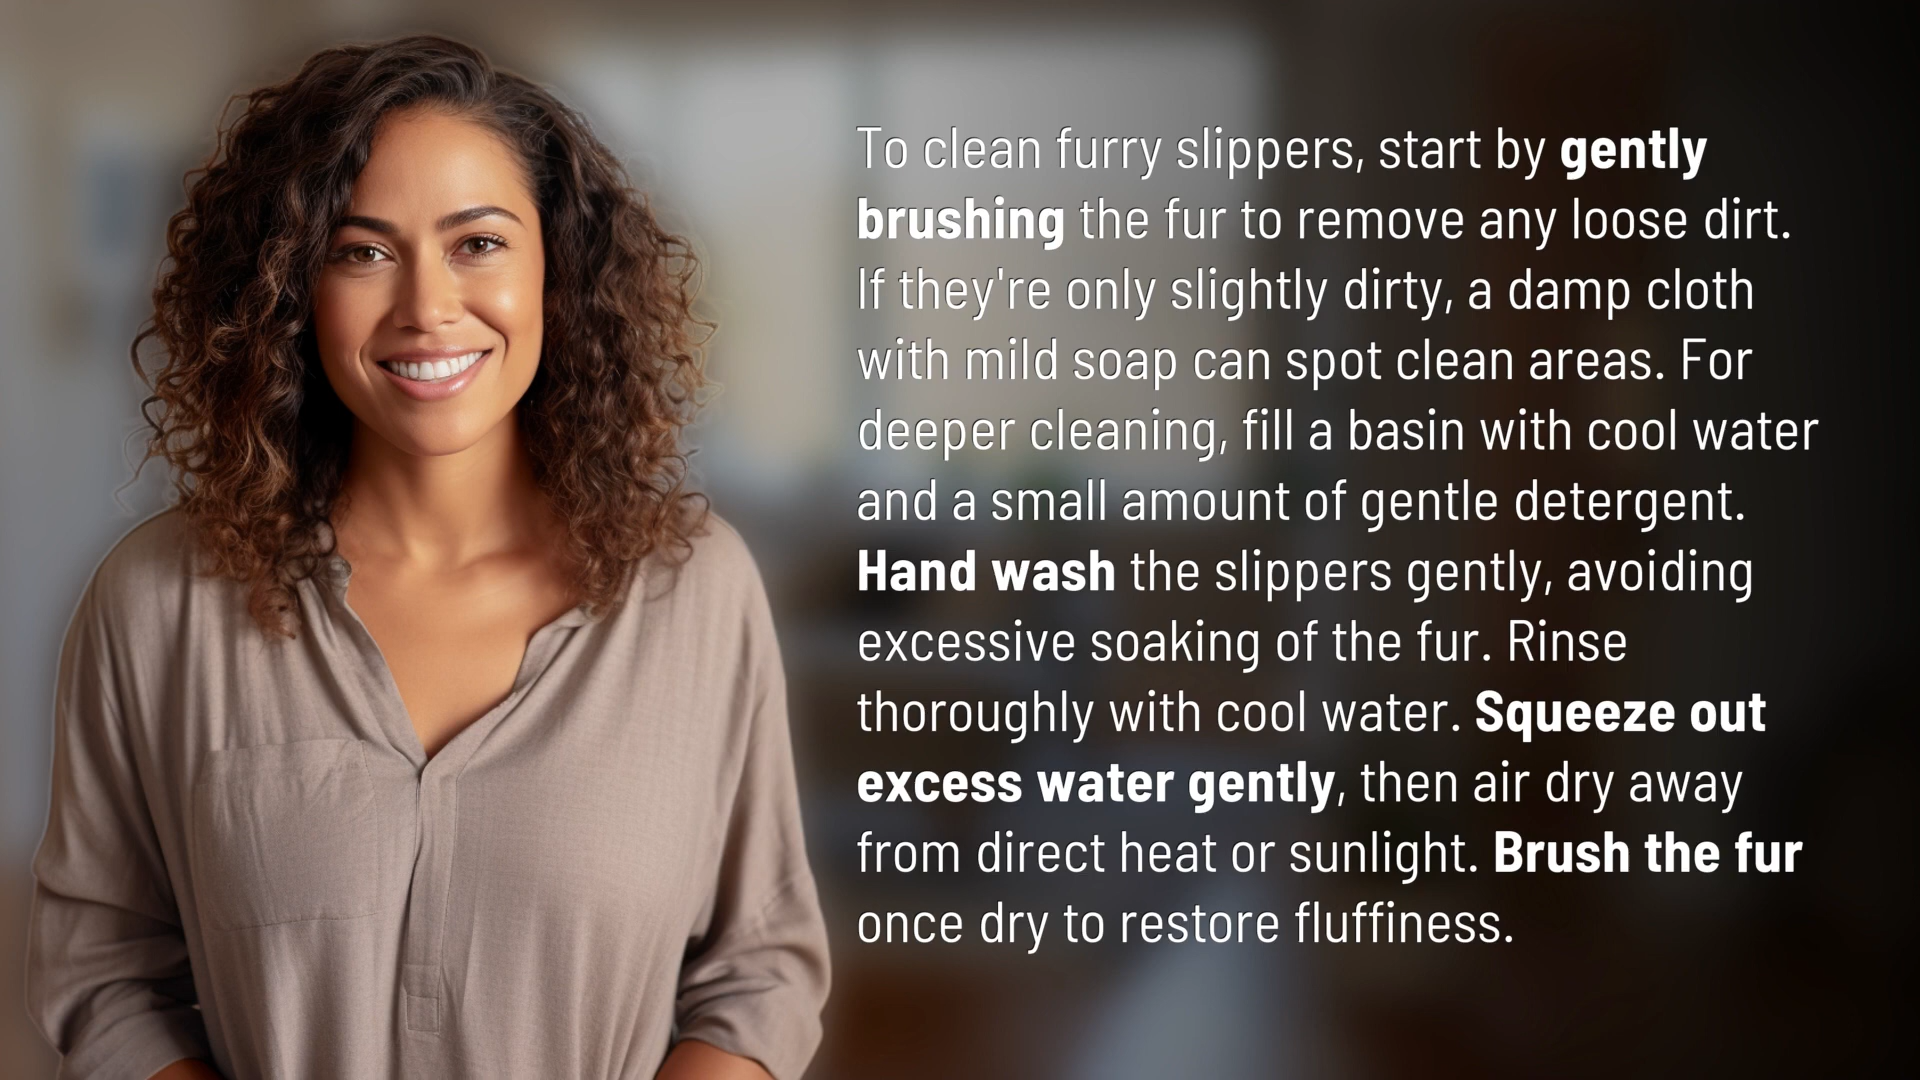 To clean furry slippers, start by gently
brushing the fur to remove any loose dirt.
If they're only slightly dirty, a damp cloth
with mild soap can spot clean areas. For
deeper cleaning, fill a basin with cool water
and a small amount of gentle detergent.
Hand wash the slippers gently, avoiding
excessive soaking of the fur. Rinse
thoroughly with cool water. Squeeze out
excess water gently, then air dry away
from direct heat or sunlight. Brush the fur
once dry to restore fluffiness.